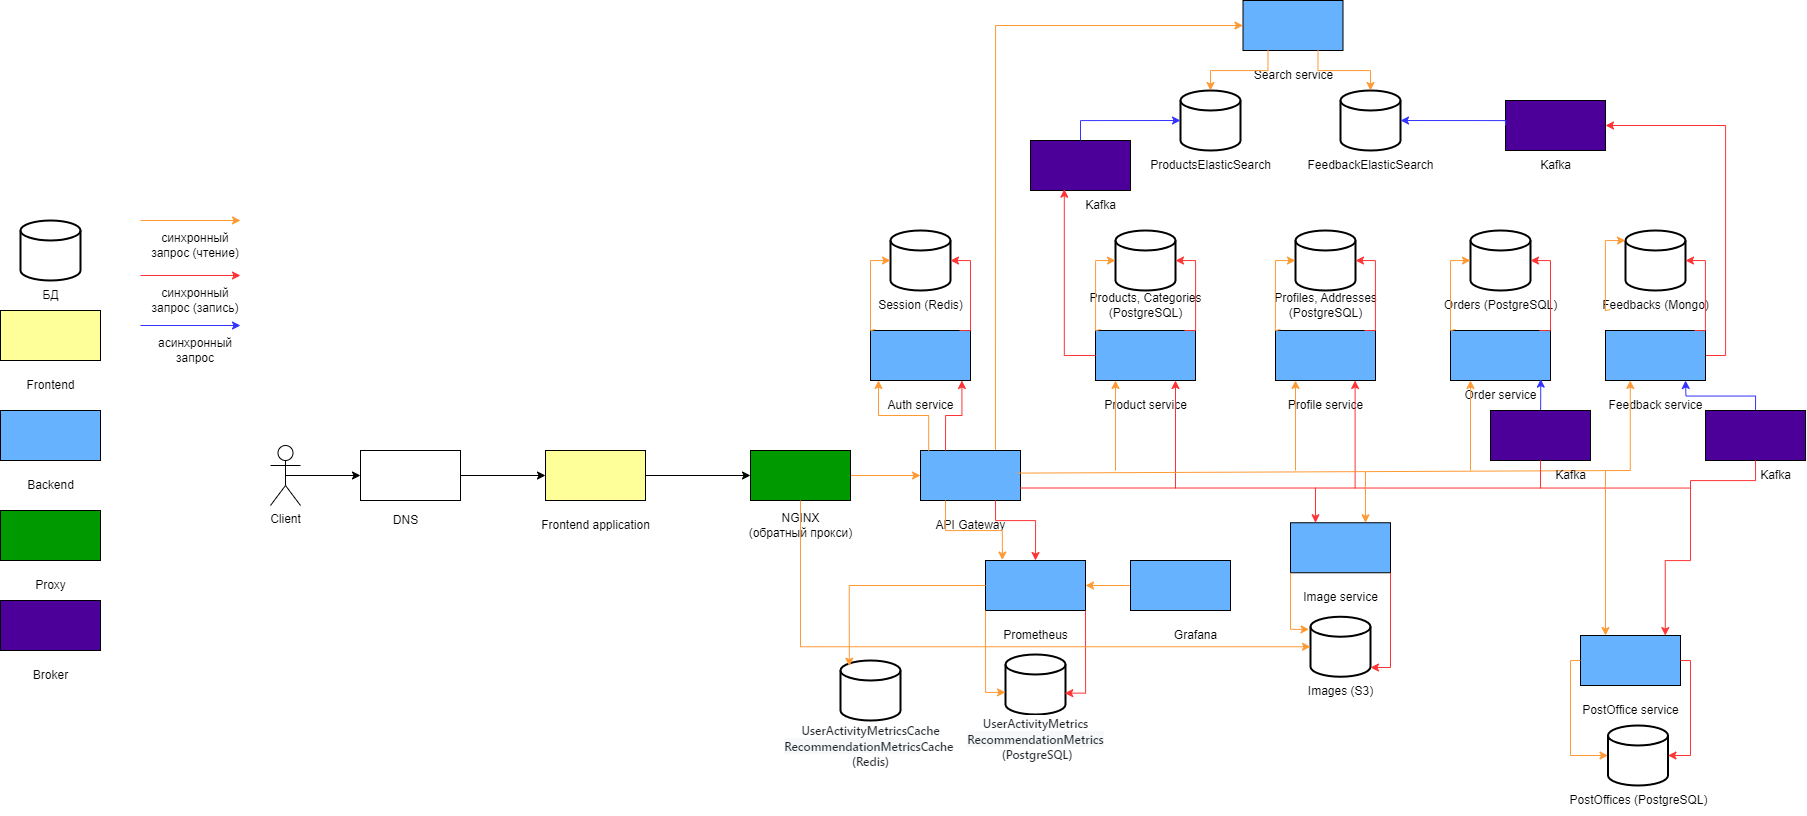 Search service
ProductsElasticSearch
FeedbackElasticSearch
Kafka
Kafka
БД
синхронный
запрос (чтение)
синхронный
запрос (запись)
асинхронный
запрос
Frontend
Backend
Proxy
Broker
Session (Redis)
Products, Categories
(PostgreSQL)
Profiles, Addresses
(PostgreSQL)
Orders (PostgreSQL)
Feedbacks (Mongo)
Auth service
Product service
Profile service
Order service
Feedback service
Kafka
Kafka
Client
DNS
Frontend application
NGINX
(обратный прокси)
API Gateway
Prometheus
Grafana
Image service
Images (S3)
UserActivityMetricsCache
RecommendationMetricsCache
(Redis)
UserActivityMetrics
RecommendationMetrics
(PostgreSQL)
PostOffice service
PostOffices (PostgreSQL)